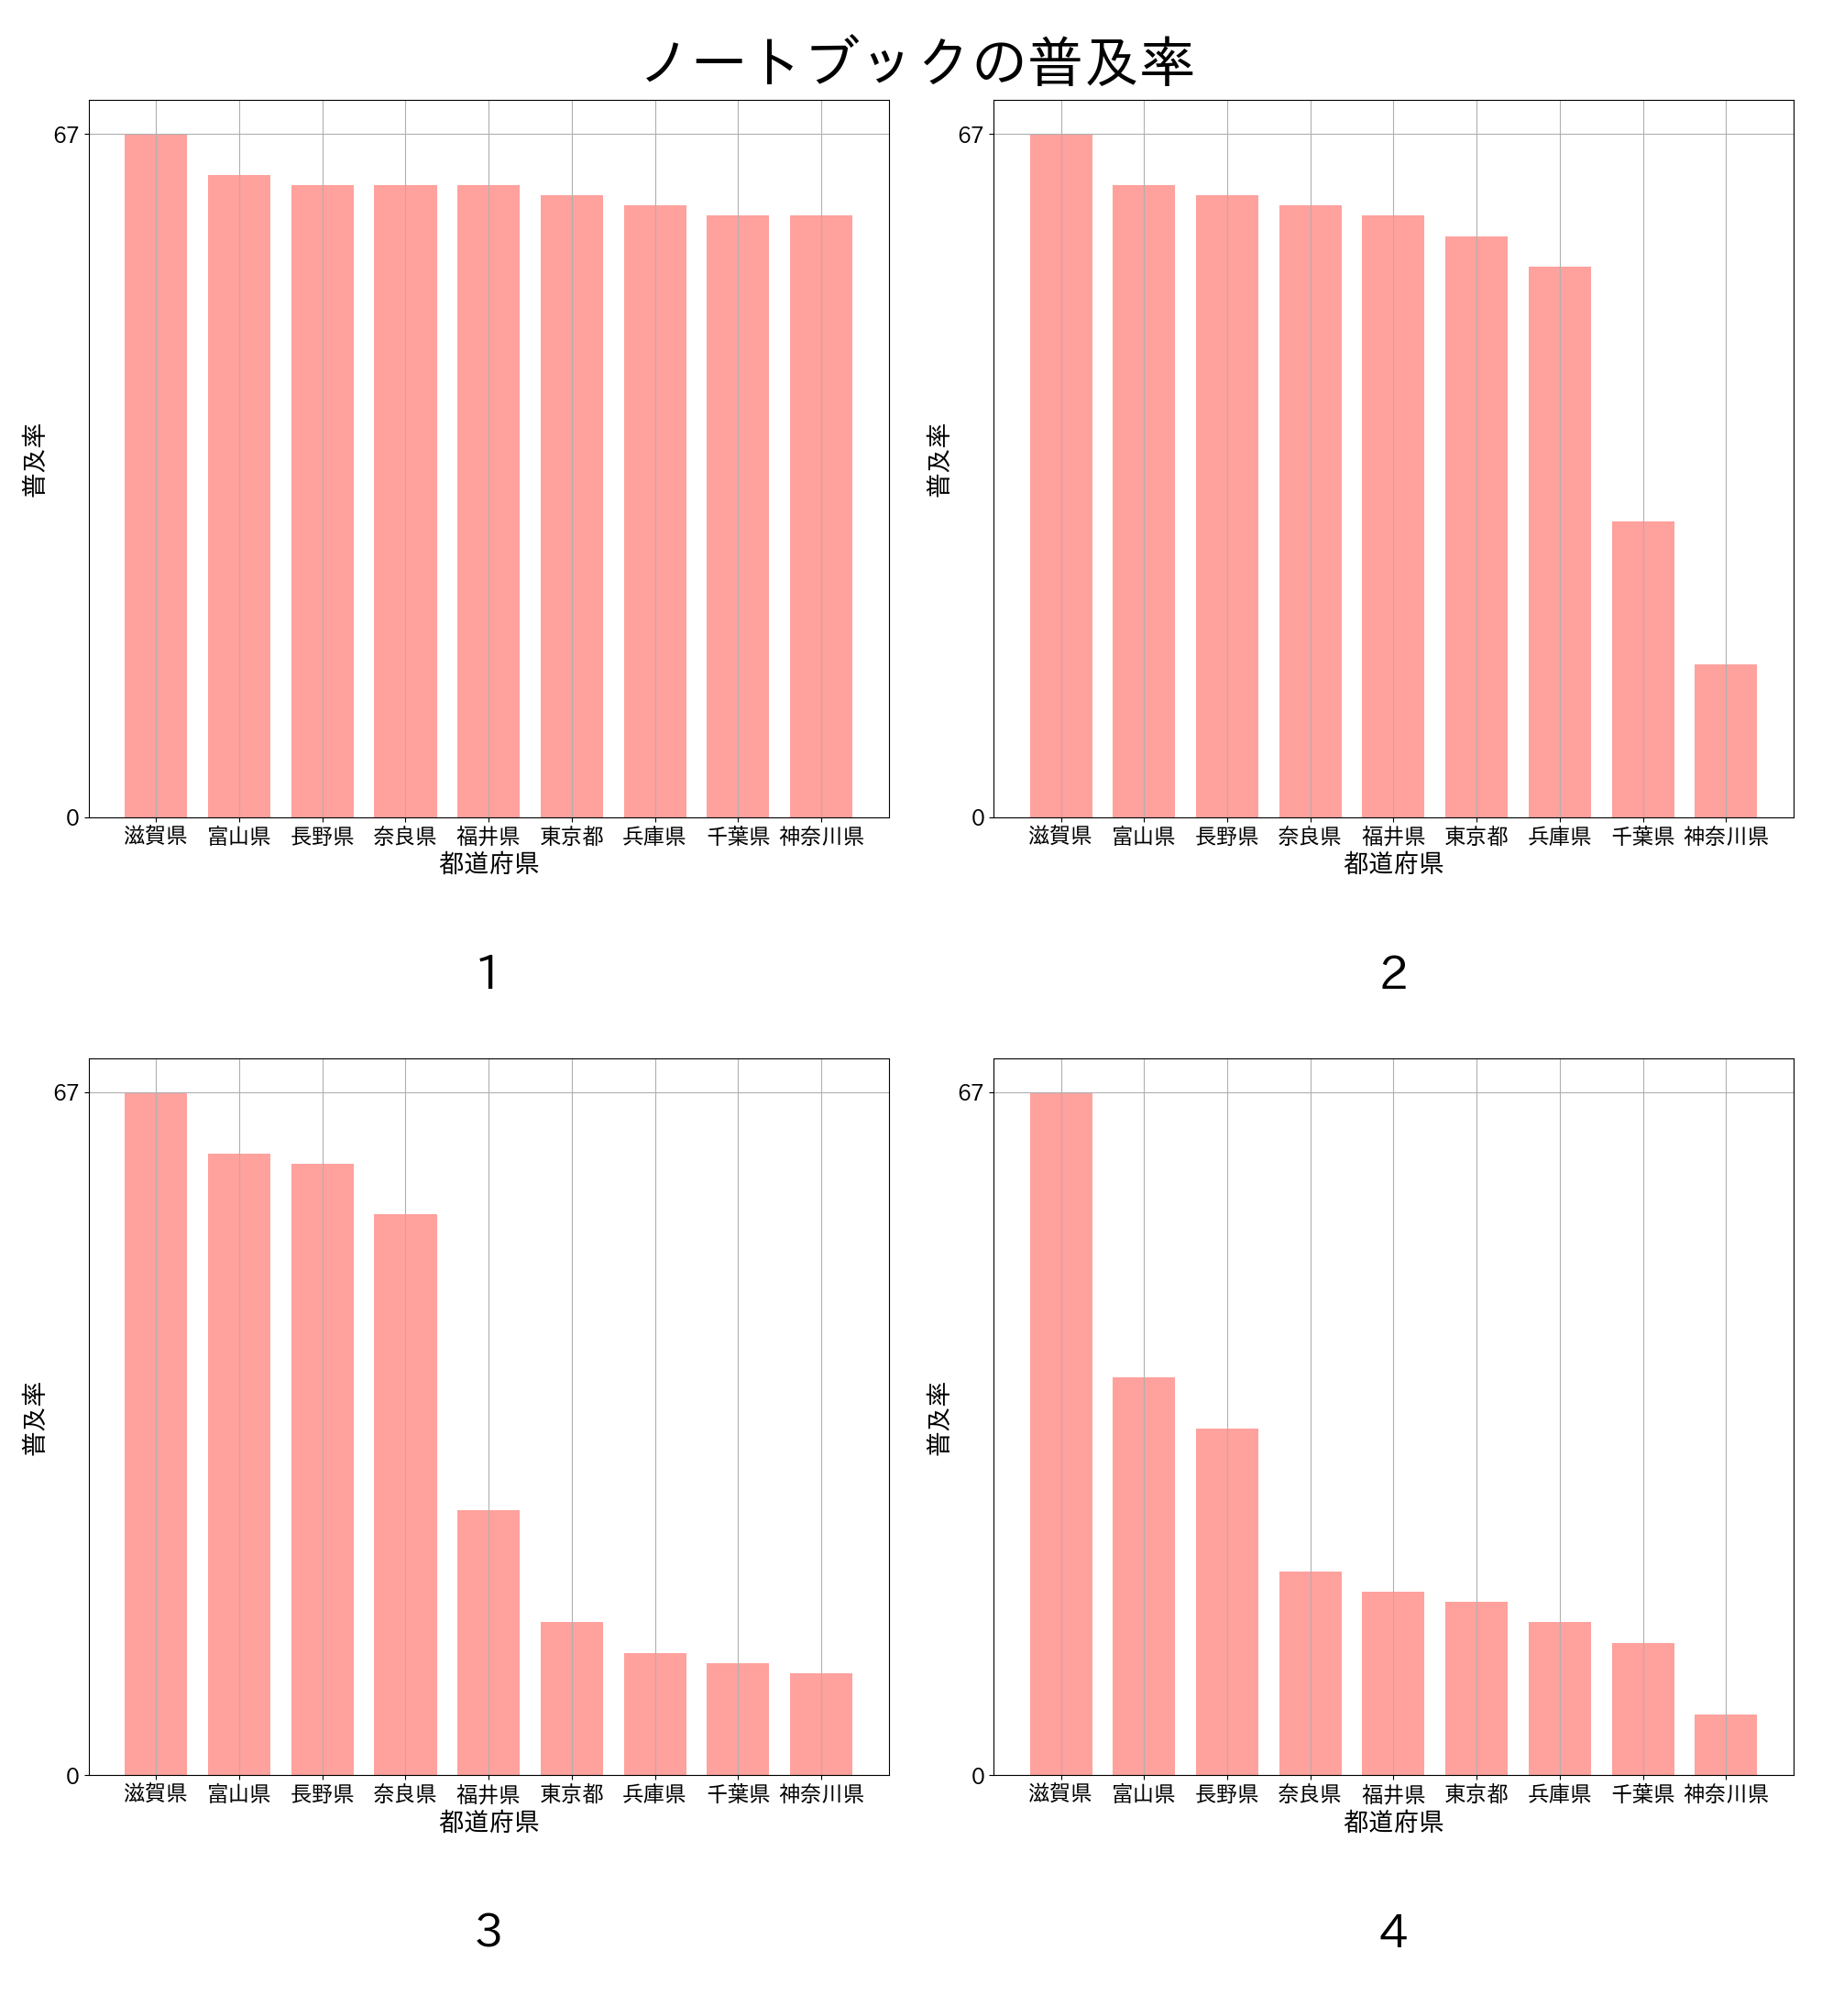 ノートブックの普及率
67
0
普及率
滋賀県 富山県 長野県 奈良県 福井県 東京都 兵庫県 千葉県 神奈川県
都道府県
1
67
0
普及率
滋賀県 富山県 長野県 奈良県 福井県 東京都 兵庫県 千葉県 神奈川県
都道府県
2
67
0
普及率
滋賀県 富山県 長野県 奈良県 福井県 東京都 兵庫県 千葉県 神奈川県
都道府県
3
67
0
普及率
滋賀県 富山県 長野県 奈良県 福井県 東京都 兵庫県 千葉県 神奈川県
都道府県
4